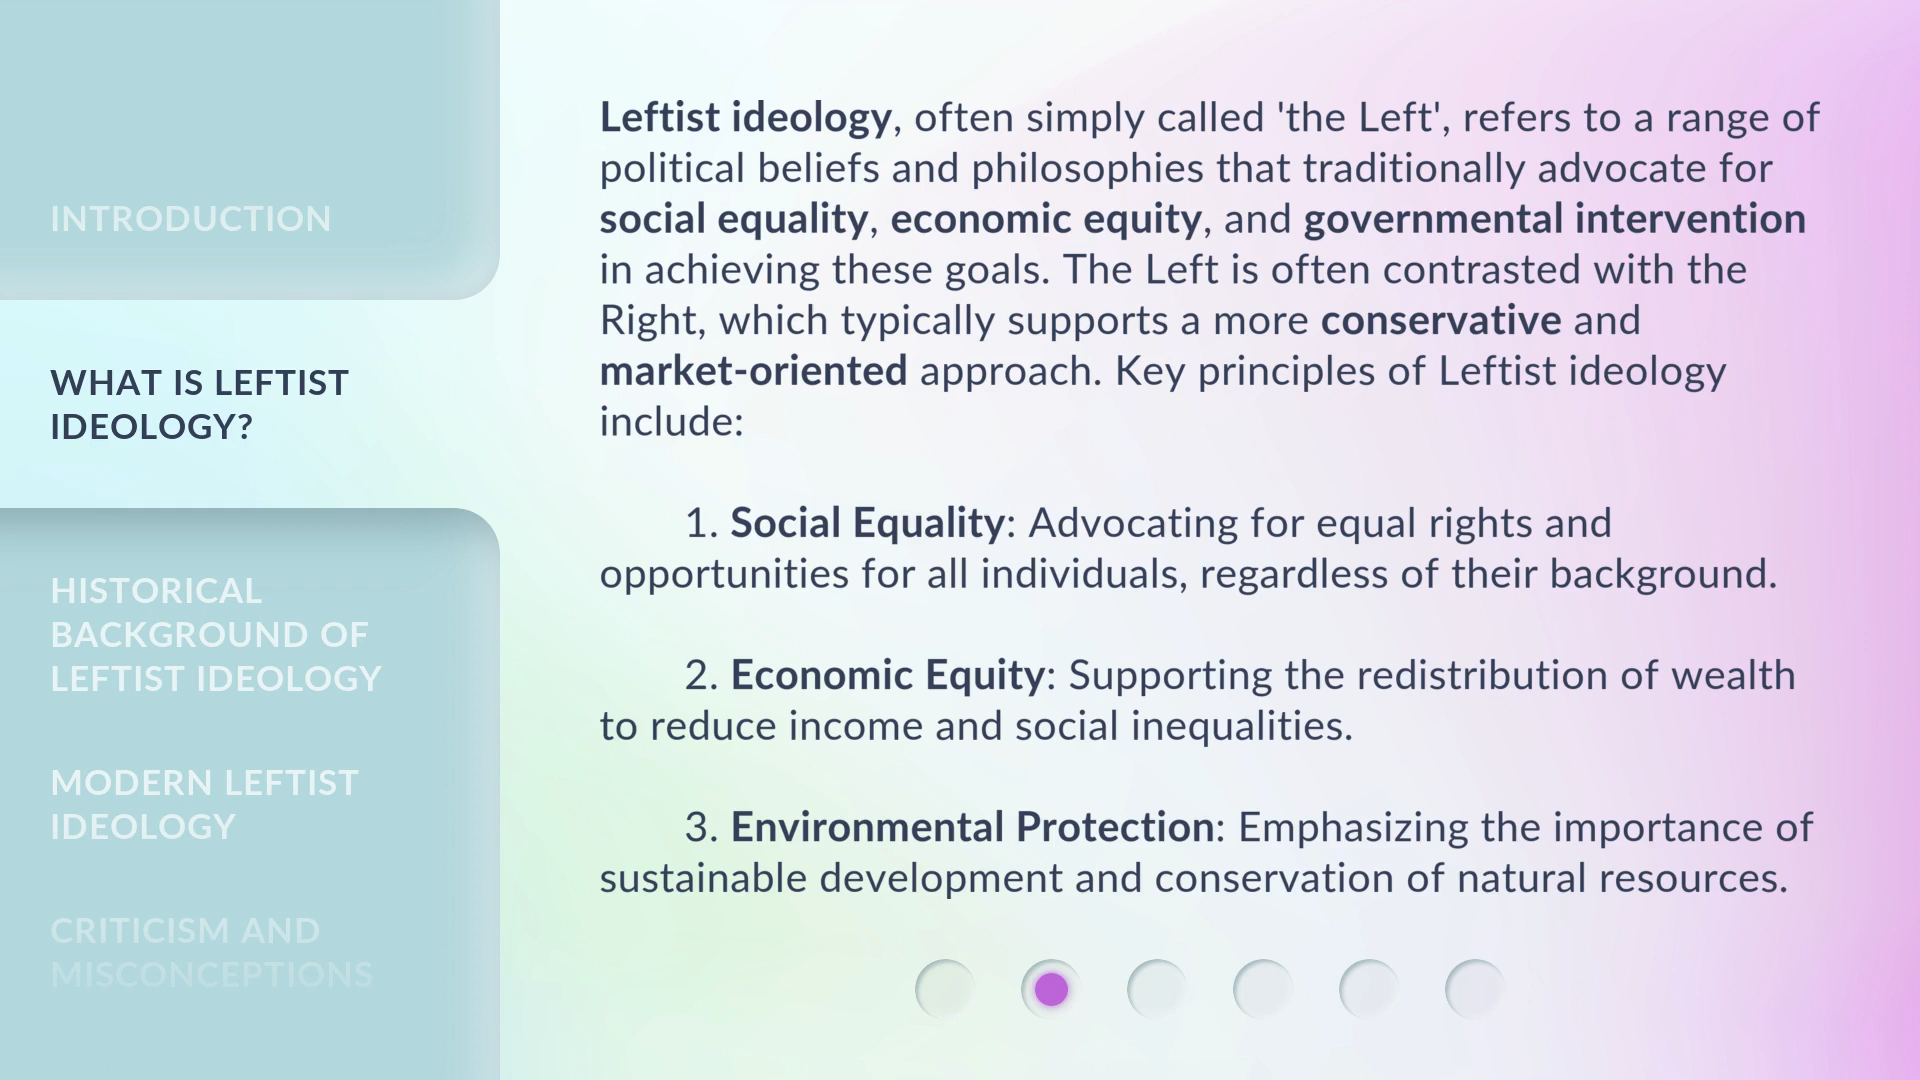 INTRODUCTION
WHAT IS LEFTIST
IDEOLOGY?
HISTORICAL
BACKGROUND OF
LEFTIST IDEOLOGY
MODERN LEFTIST
IDEOLOGY
CRITICISM AND
MISCONCEPTIONS
Leftist ideology, often simply called 'the Left', refers to a range of
political beliefs and philosophies that traditionally advocate for
social equality, economic equity, and governmental intervention
in achieving these goals. The Left is often contrasted with the
Right, which typically supports a more conservative and
market-oriented approach. Key principles of Leftist ideology
include:
1. Social Equality: Advocating for equal rights and
opportunities for all individuals, regardless of their background.
2. Economic Equity: Supporting the redistribution of wealth
to reduce income and social inequalities.
3. Environmental Protection: Emphasizing the importance of
sustainable development and conservation of natural resources.